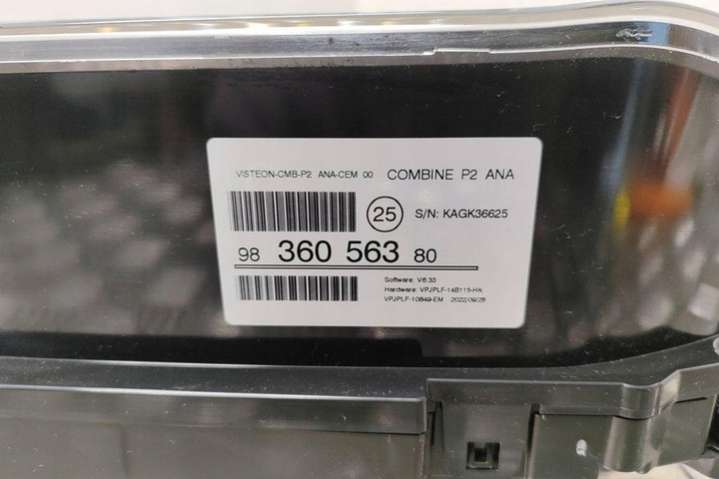 VISTEON-CMB-P2 ANA-CEM 00 COMBINE P2 ANA
25 S/N: KAGK36625
98 360 563 80
Software: V6.30
Hardware: VPJPLF-14B115-HA
VPJPLF-10849-EM 2022/09/28